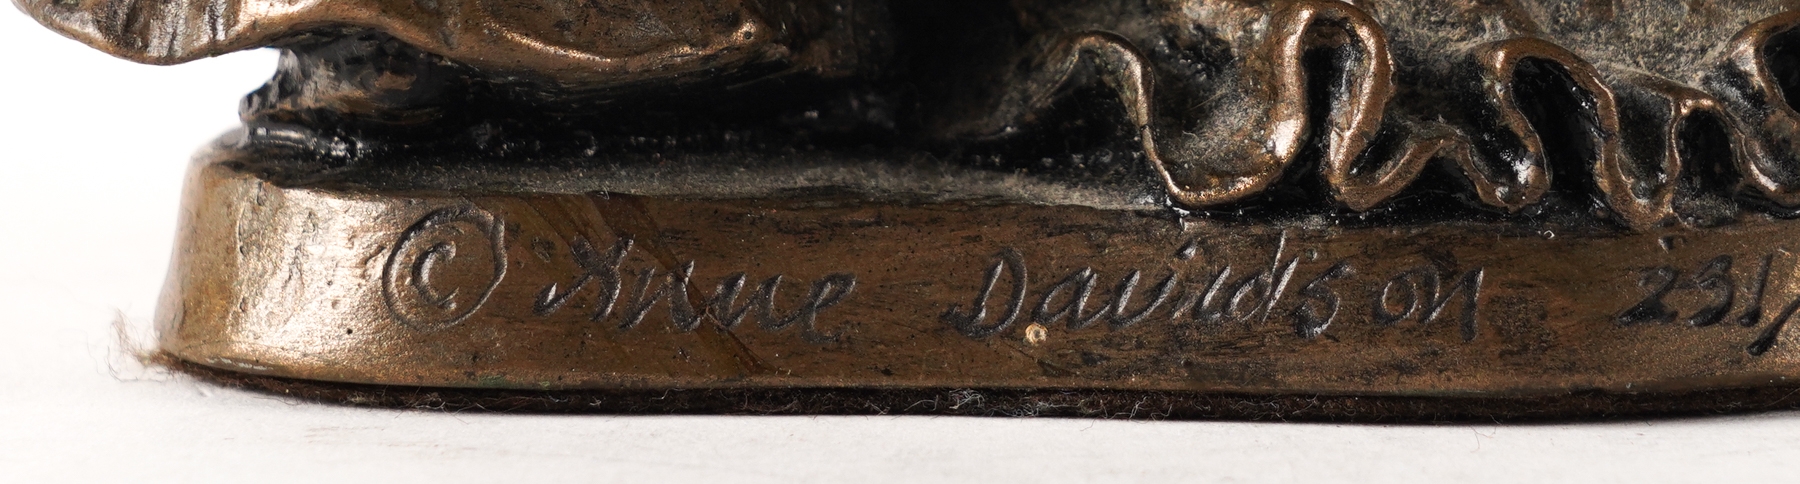 © Anne Davidson 231/